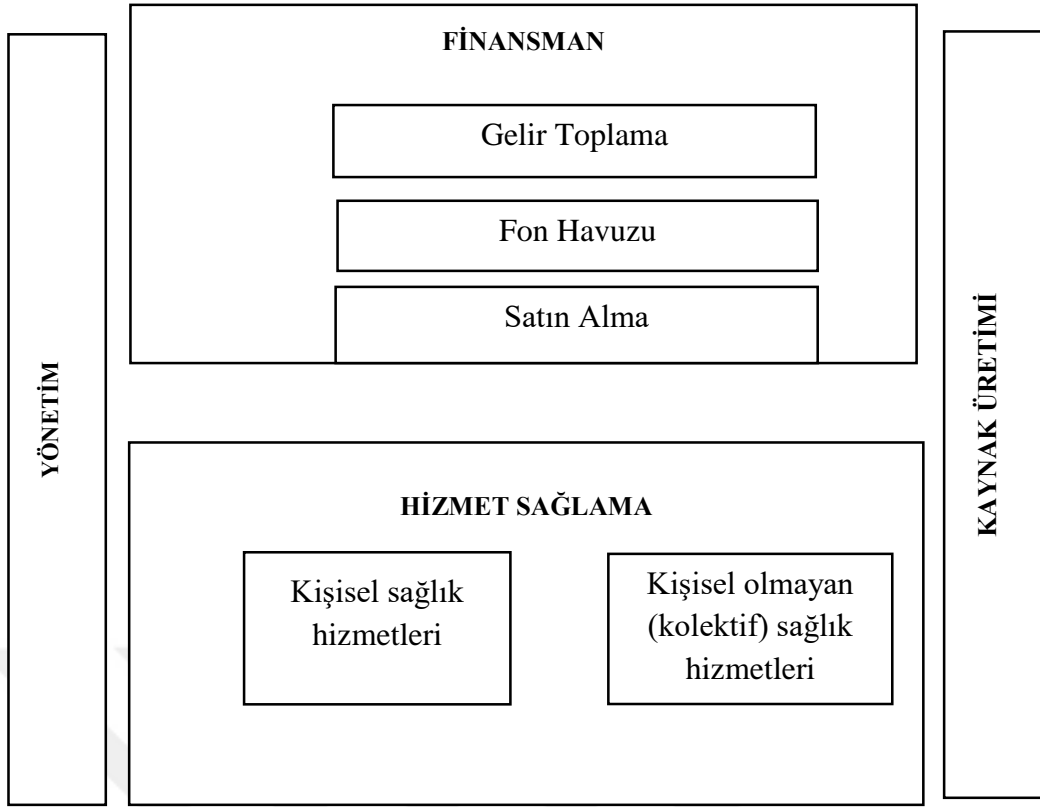 FİNANSMAN
Gelir Toplama
Fon Havuzu
Satın Alma
YÖNETİM
KAYNAK ÜRETİMİ
HİZMET SAĞLAMA
Kişisel sağlık
hizmetleri
Kişisel olmayan
(kolektif) sağlık
hizmetleri